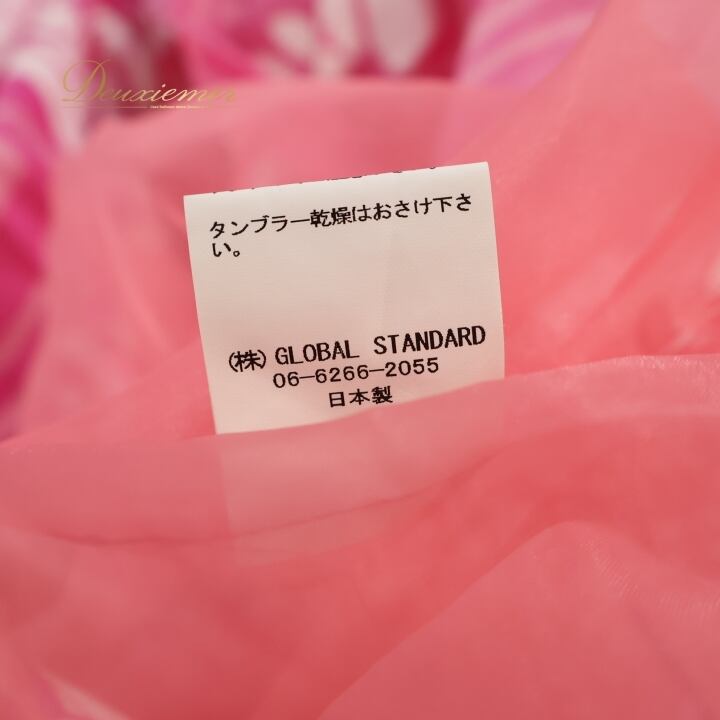 Deuxiemer
タンブラー乾燥はおさけ下さ
い。
(株)GLOBAL STANDARD
06-6266-2055
日本製